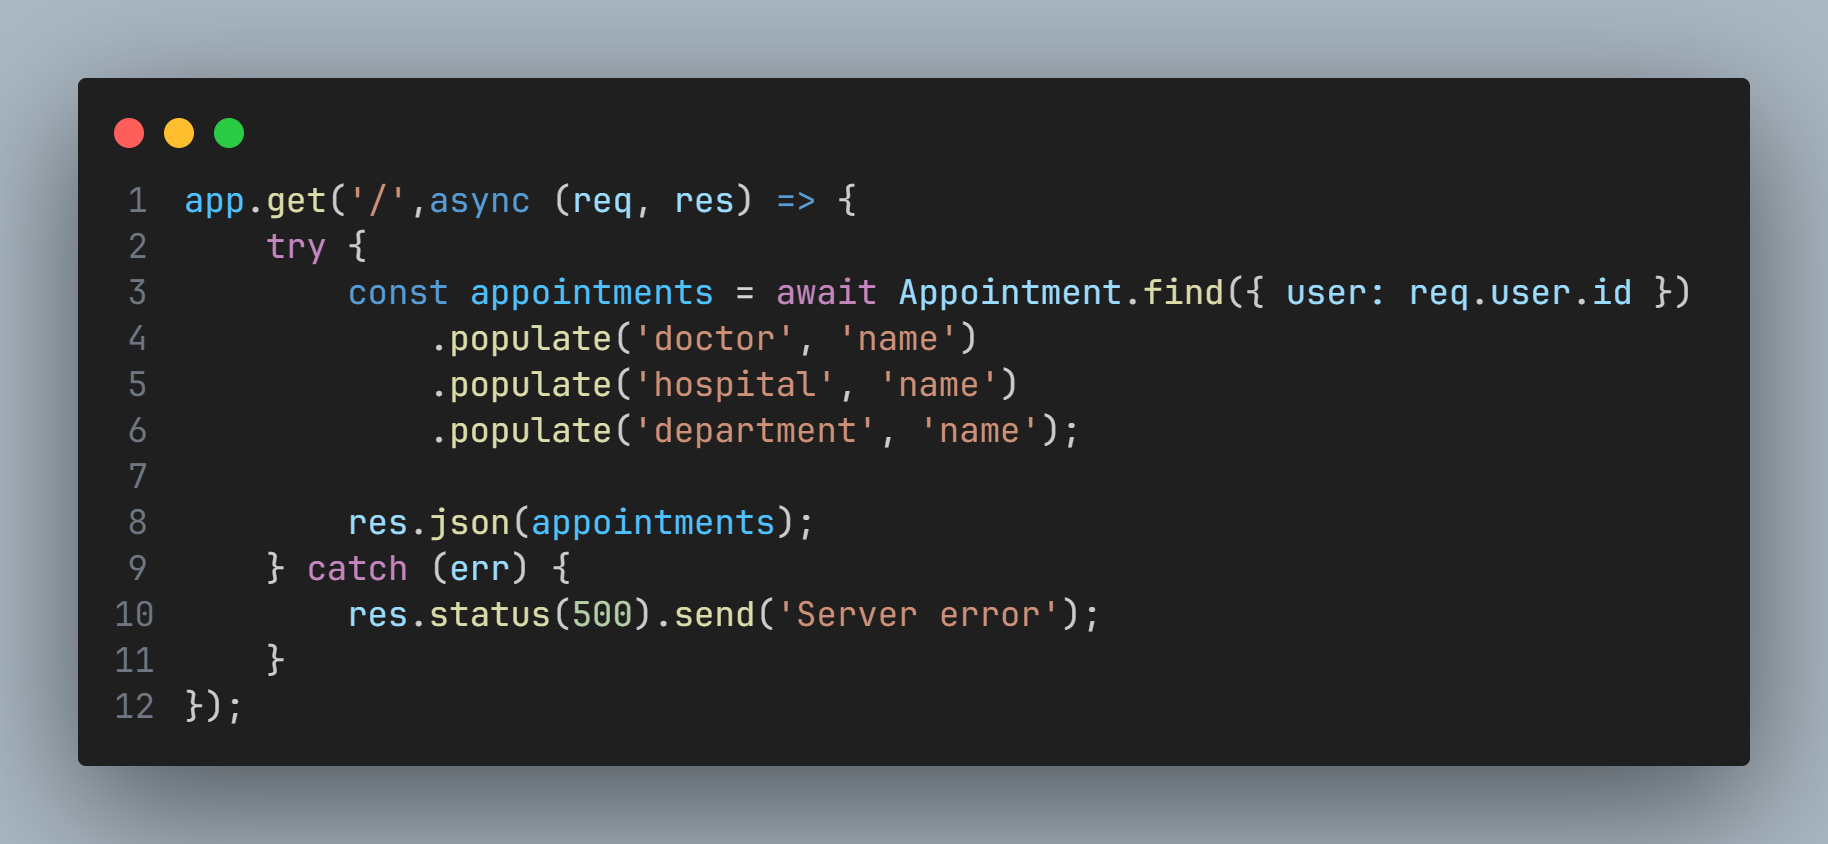 1 app.get('/',async (req, res) => {
2     try {
3         const appointments = await Appointment.find({ user: req.user.id })
4             .populate('doctor', 'name')
5             .populate('hospital', 'name')
6             .populate('department', 'name');
7
8         res.json(appointments);
9     } catch (err) {
10         res.status(500).send('Server error');
11     }
12 });